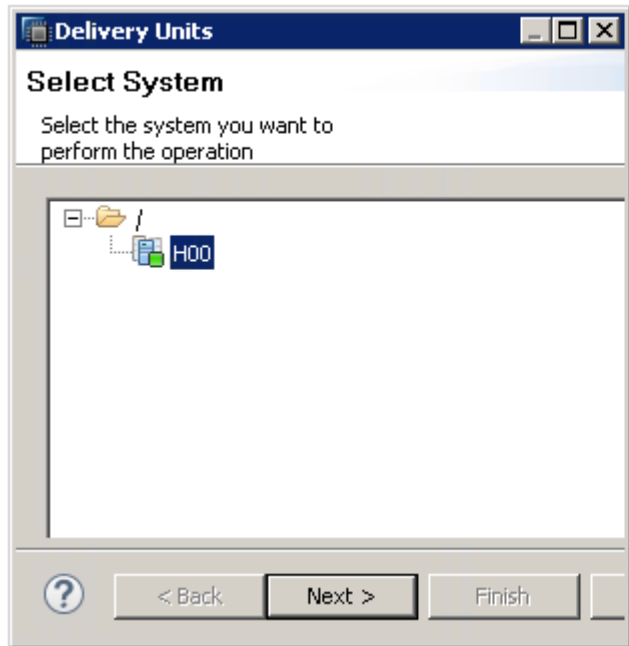 Delivery Units
Select System
Select the system you want to
perform the operation
/
H00
?
< Back
Next >
Finish